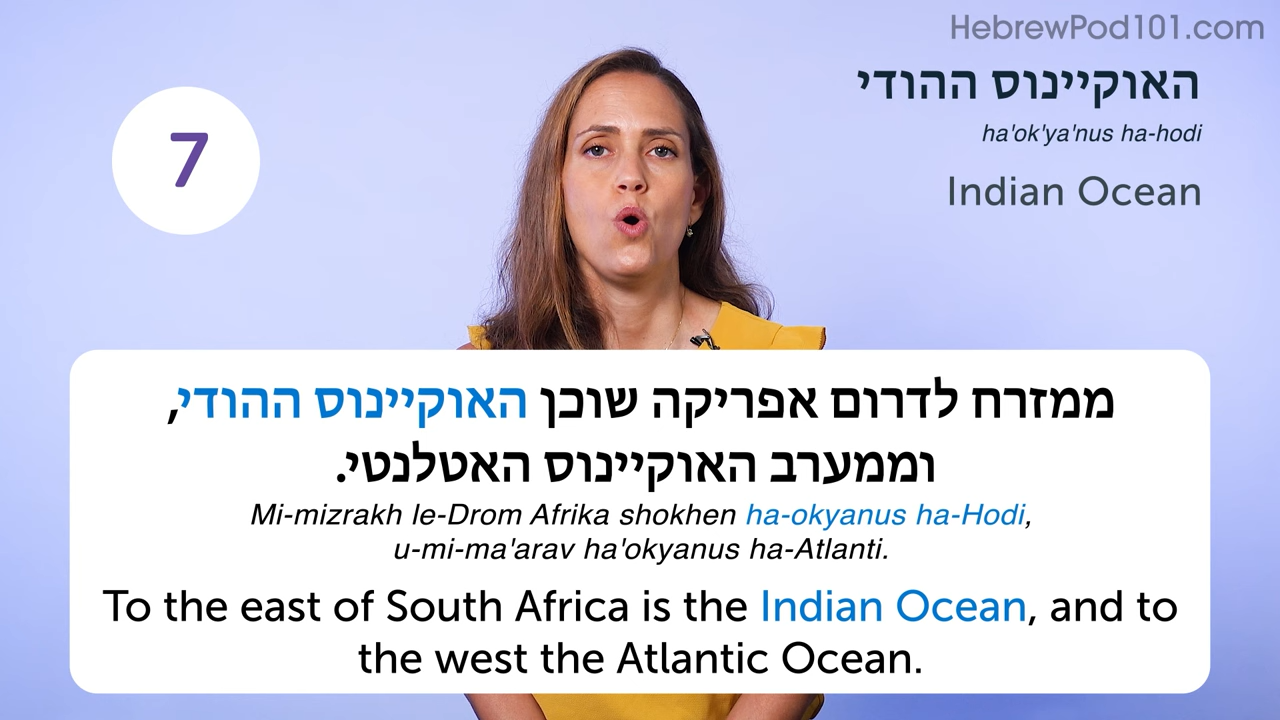 HebrewPod101.com
7
האוקיינוס ההודי
ha'ok'ya'nus ha-hodi
Indian Ocean
ממזרח לדרום אפריקה שוכן האוקיינוס ההודי,
וממערב האוקיינוס האטלנטי.
Mi-mizrakh le-Drom Afrika shokhen ha-okyanus ha-Hodi,
u-mi-ma'arav ha'okyanus ha-Atlanti.
To the east of South Africa is the Indian Ocean, and to
the west the Atlantic Ocean.